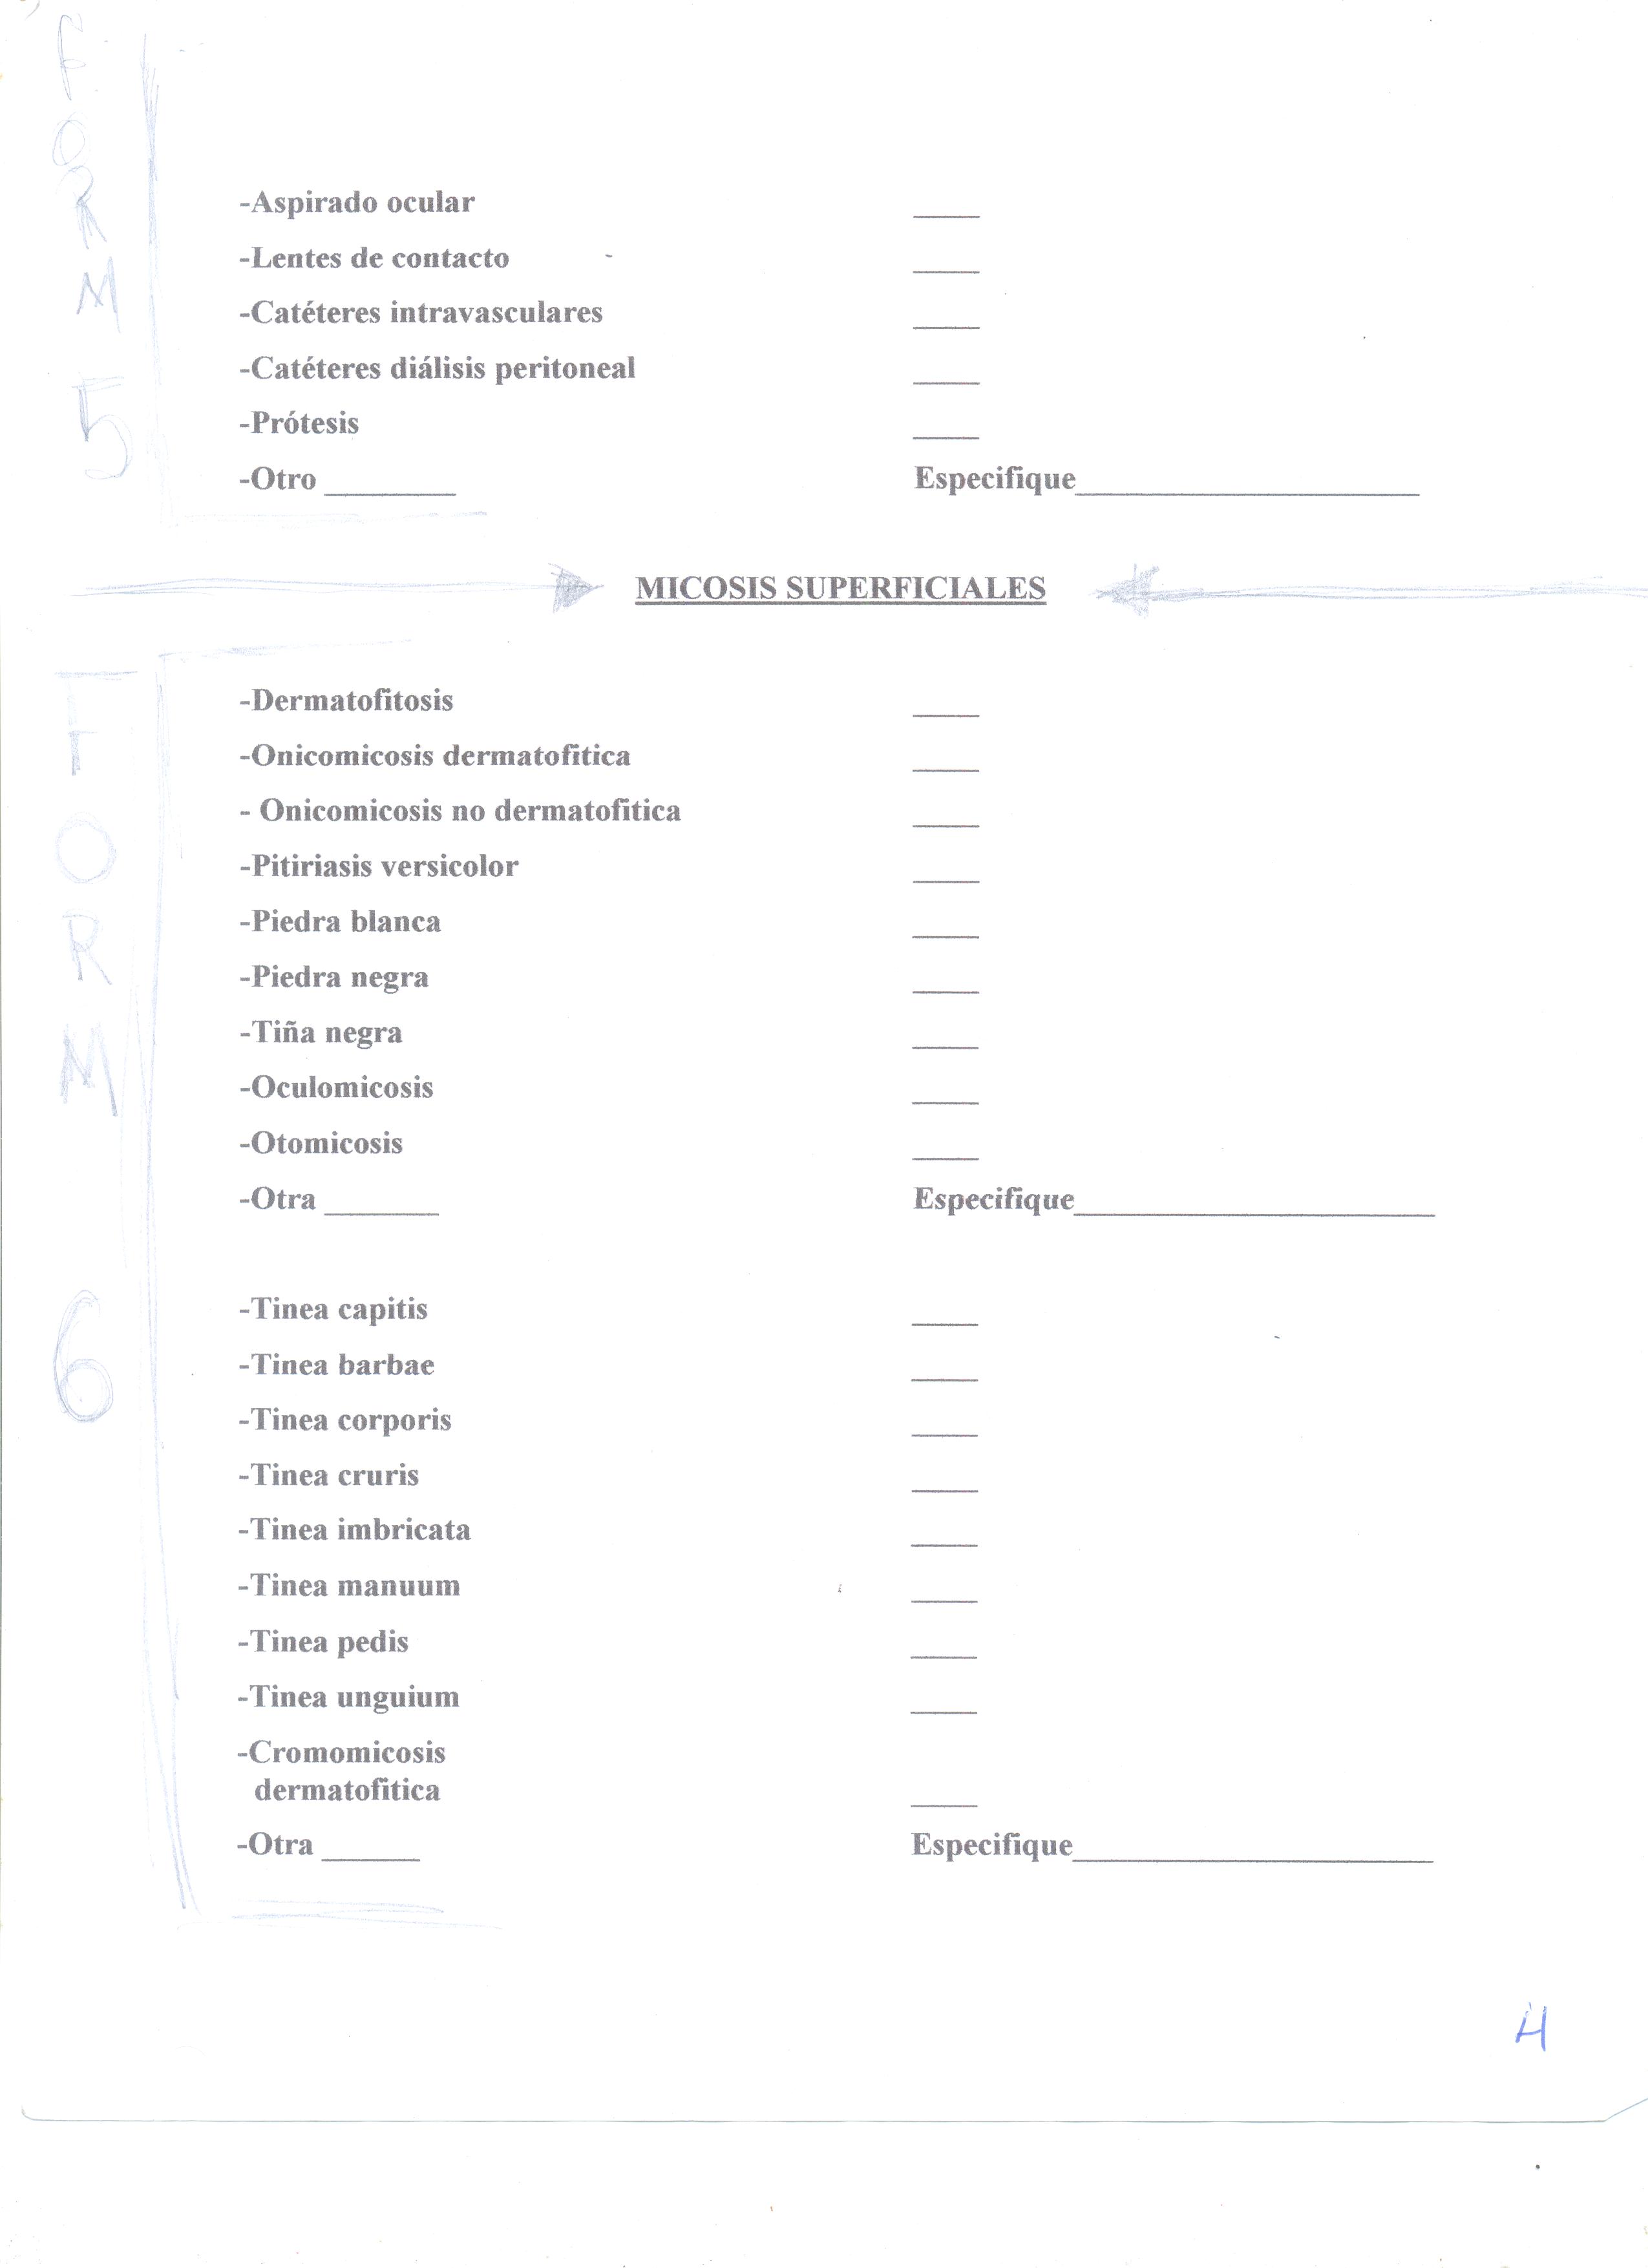 FORM 5
-Aspirado ocular ____
-Lentes de contacto ____
-Catéteres intravasculares ____
-Catéteres diálisis peritoneal ____
-Prótesis ____
-Otro ________ Especifique_____________________
MICOSIS SUPERFICIALES
FORM 6
-Dermatofitosis ____
-Onicomicosis dermatofitica ____
- Onicomicosis no dermatofitica ____
-Pitiriasis versicolor ____
-Piedra blanca ____
-Piedra negra ____
-Tiña negra ____
-Oculomicosis ____
-Otomicosis ____
-Otra _______ Especifique______________________
-Tinea capitis ____
-Tinea barbae ____
-Tinea corporis ____
-Tinea cruris ____
-Tinea imbricata ____
-Tinea manuum ____
-Tinea pedis ____
-Tinea unguium ____
-Cromomicosis
dermatofitica ____
-Otra ______ Especifique______________________
4